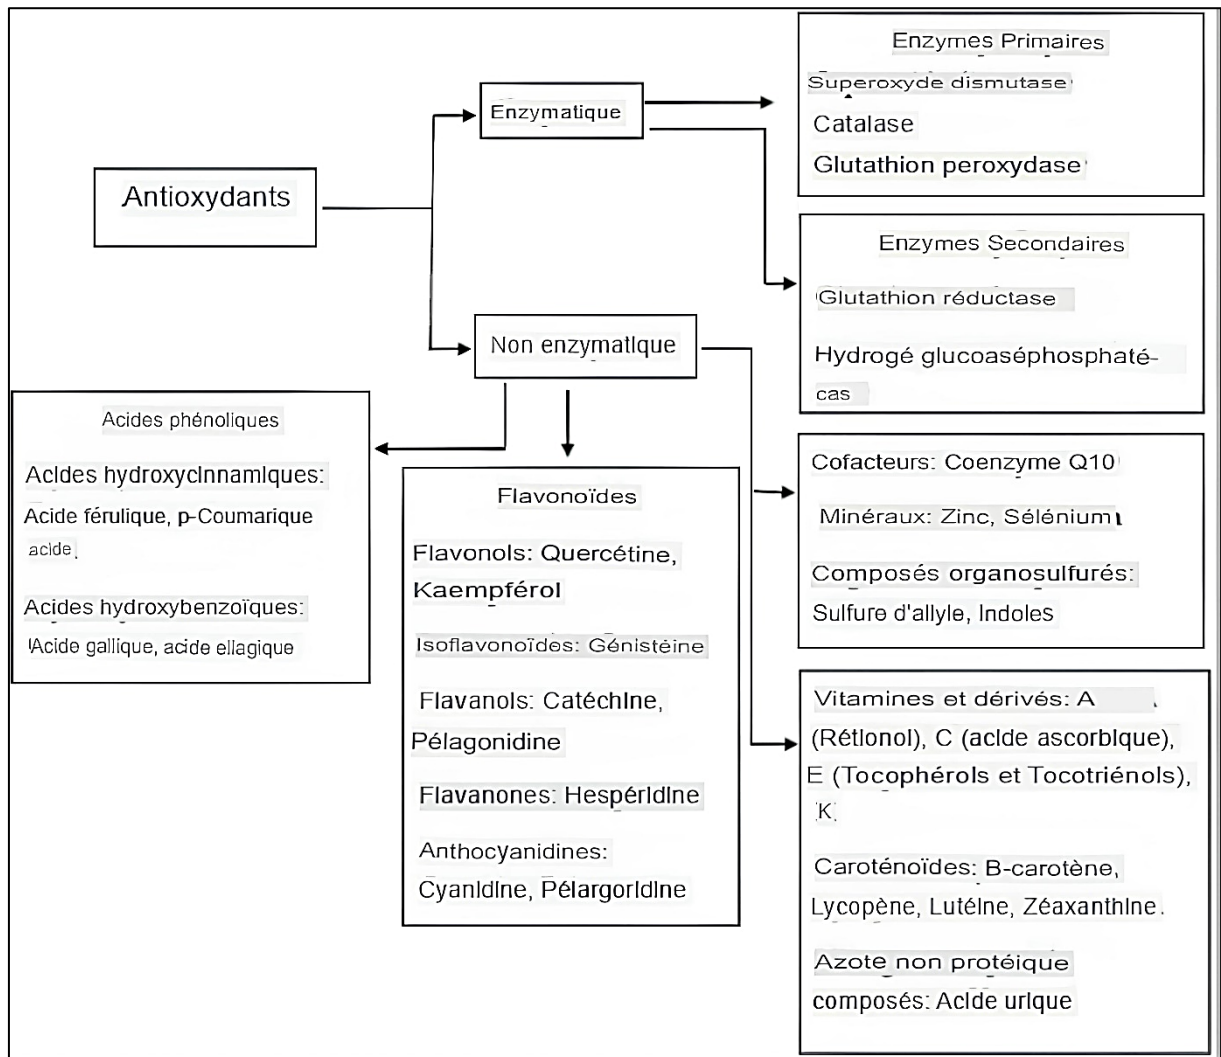 Antioxydants
Enzymatique
Enzymes Primaires
Superoxyde dismutase
Catalase
Glutathion peroxydase
Enzymes Secondaires
Glutathion réductase
Hydrogé glucoaséphosphaté-
cas
Non enzymatique
Acides phénoliques
Acides hydroxycinnamiques:
Acide férulique, p-Coumarique
acide
Acides hydroxybenzoïques:
Acide gallique, acide ellagique
Flavonoïdes
Flavonols: Quercétine,
Kaempférol
Isoflavonoïdes: Génistéine
Flavanols: Catéchine,
Pélagonidine
Flavanones: Hespéridine
Anthocyanidines:
Cyanidine, Pélargoridine
Cofacteurs: Coenzyme Q10
Minéraux: Zinc, Sélénium
Composés organosulfurés:
Sulfure d'allyle, Indoles
Vitamines et dérivés: A
(Rétionol), C (acide ascorbique),
E (Tocophérols et Tocotriénols),
K
Caroténoïdes: B-carotène,
Lycopène, Lutéine, Zéaxanthine.
Azote non protéique
composés: Acide urique